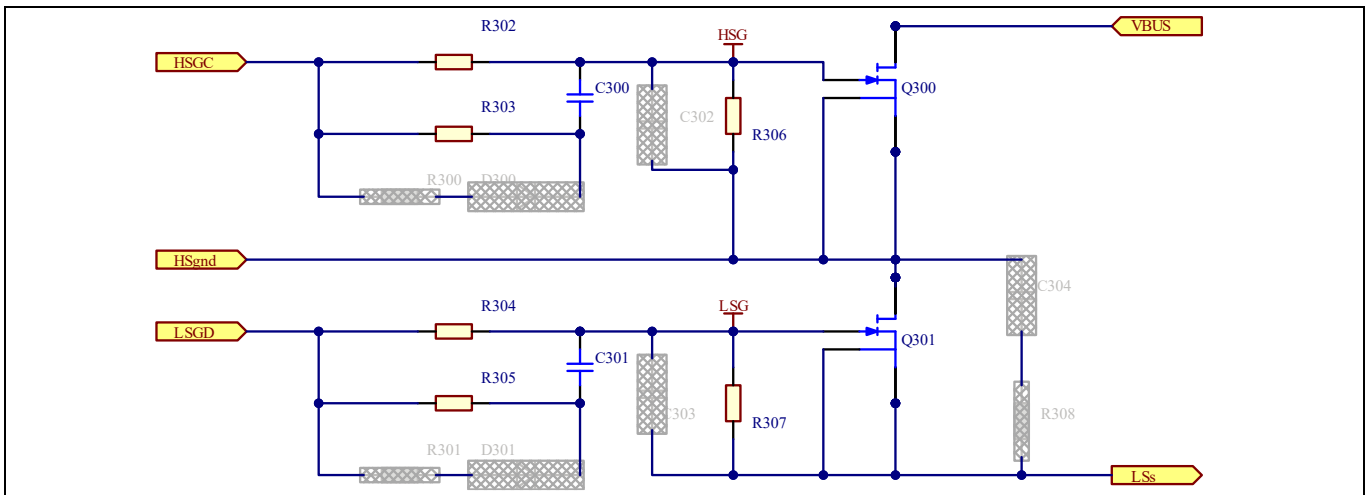 R302
HSG
VBUS
HSGC
C300
Q300
R303
C302
R306
R300
D300
HSgnd
C304
R304
LSG
LSGD
Q301
C301
R305
C303
R308
R307
R301
D301
LSs